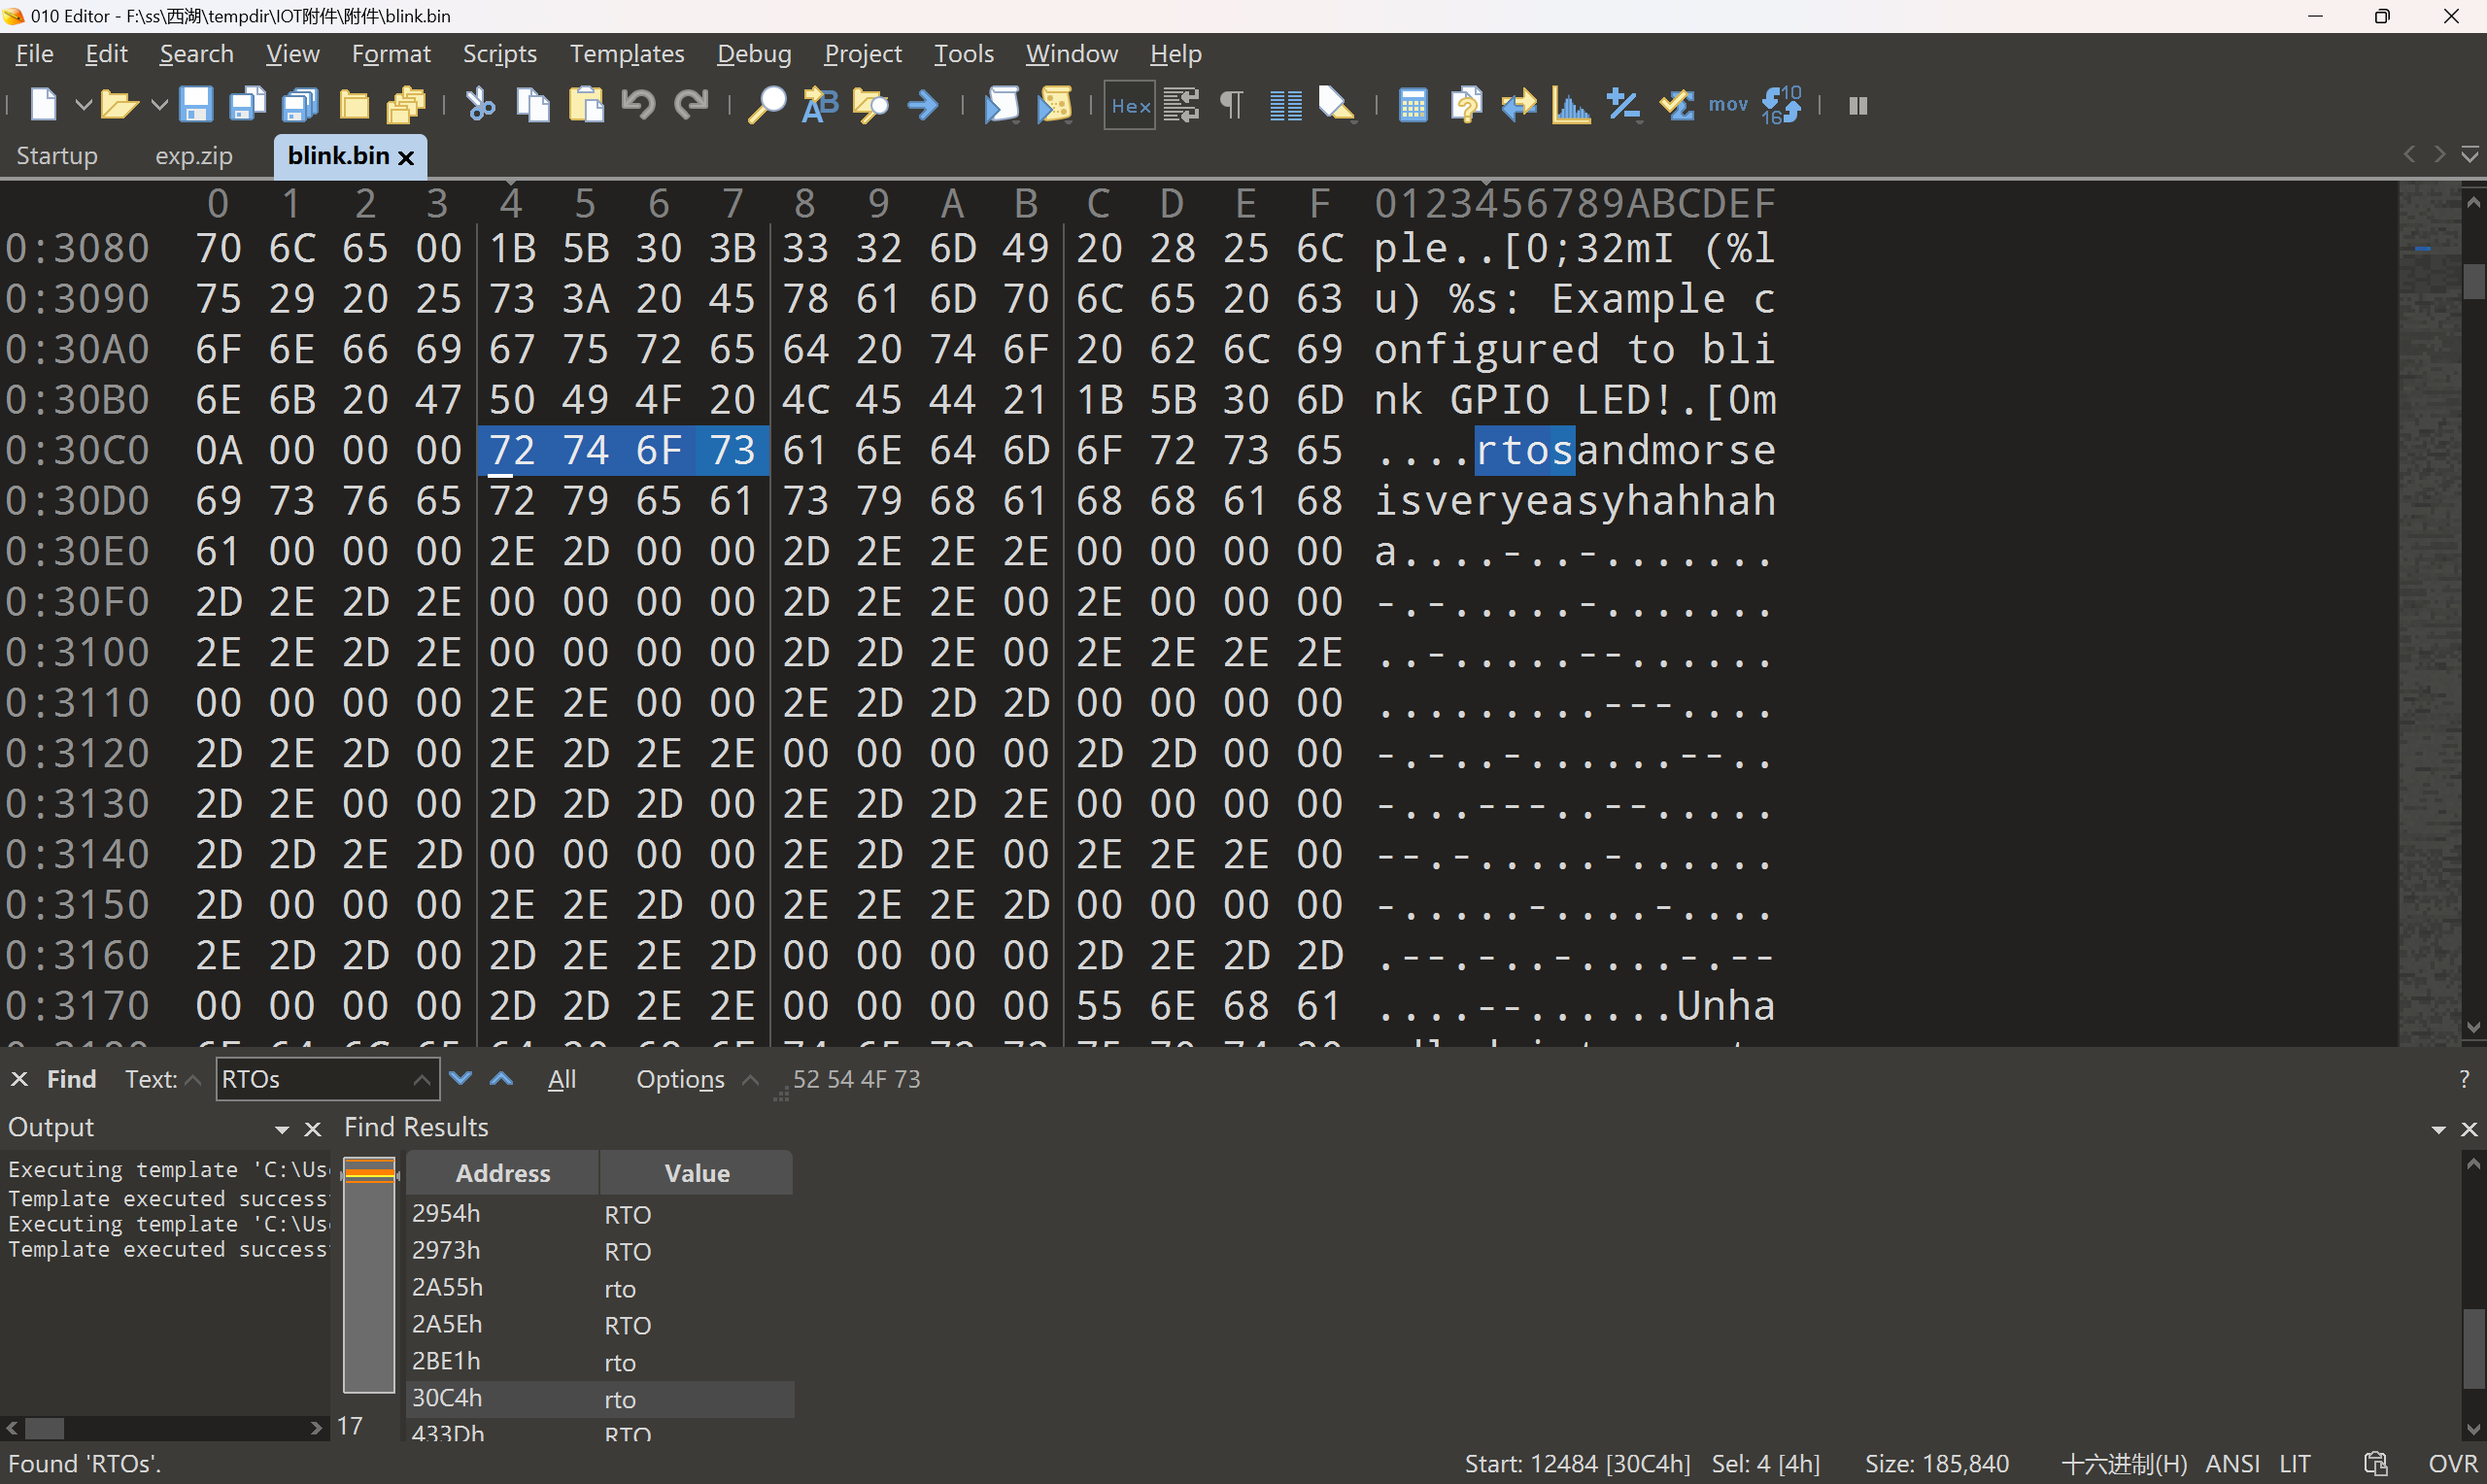 010 Editor - F:\ss\西湖\tempdir\IOT附件\附件\blink.bin
File Edit Search View Format Scripts Templates Debug Project Tools Window Help
Hex mov 10 16
Startup exp.zip blink.bin
0 1 2 3 4 5 6 7 8 9 A B C D E F 0123456789ABCDEF
0:3080 70 6C 65 00 1B 5B 30 3B 33 32 6D 49 20 28 25 6C ple..[0;32mI (%l
0:3090 75 29 20 25 73 3A 20 45 78 61 6D 70 6C 65 20 63 u) %s: Example c
0:30A0 6F 6E 66 69 67 75 72 65 64 20 74 6F 20 62 6C 69 onfigured to bli
0:30B0 6E 6B 20 47 50 49 4F 20 4C 45 44 21 1B 5B 30 6D nk GPIO LED!.[0m
0:30C0 0A 00 00 00 72 74 6F 73 61 6E 64 6D 6F 72 73 65 ....rtosandmorse
0:30D0 69 73 76 65 72 79 65 61 73 79 68 61 68 68 61 68 isveryeasyhahhah
0:30E0 61 00 00 00 2E 2D 00 00 2D 2E 2E 2E 00 00 00 00 a....-..-.......
0:30F0 2D 2E 2D 2E 00 00 00 00 2D 2E 2E 00 2E 00 00 00 -.-.....-.......
0:3100 2E 2E 2D 2E 00 00 00 00 2D 2D 2E 00 2E 2E 2E 2E ..-.....--......
0:3110 00 00 00 00 2E 2E 00 00 2E 2D 2D 2D 00 00 00 00 .........---....
0:3120 2D 2E 2D 00 2E 2D 2E 2E 00 00 00 00 2D 2D 00 00 -.-..-......--..
0:3130 2D 2E 00 00 2D 2D 2D 00 2E 2D 2D 2E 00 00 00 00 -...---..--.....
0:3140 2D 2D 2E 2D 00 00 00 00 2E 2D 2E 00 2E 2E 2E 00 --.-.....-......
0:3150 2D 00 00 00 2E 2E 2D 00 2E 2E 2E 2D 00 00 00 00 -.....-....-....
0:3160 2E 2D 2D 00 2D 2E 2E 2D 00 00 00 00 2D 2E 2D 2D .--.-..-....-.--
0:3170 00 00 00 00 2D 2D 2E 2E 00 00 00 00 55 6E 68 61 ....--......Unha
Find Text: RTOs All Options 52 54 4F 73 ?
Output Find Results
Executing template 'C:\Us
Template executed success
Executing template 'C:\Us
Template executed success
Address Value
2954h RTO
2973h RTO
2A55h rto
2A5Eh RTO
2BE1h rto
30C4h rto
433Dh RTO
17
Found 'RTOs'. Start: 12484 [30C4h] Sel: 4 [4h] Size: 185,840 十六进制(H) ANSI LIT OVR